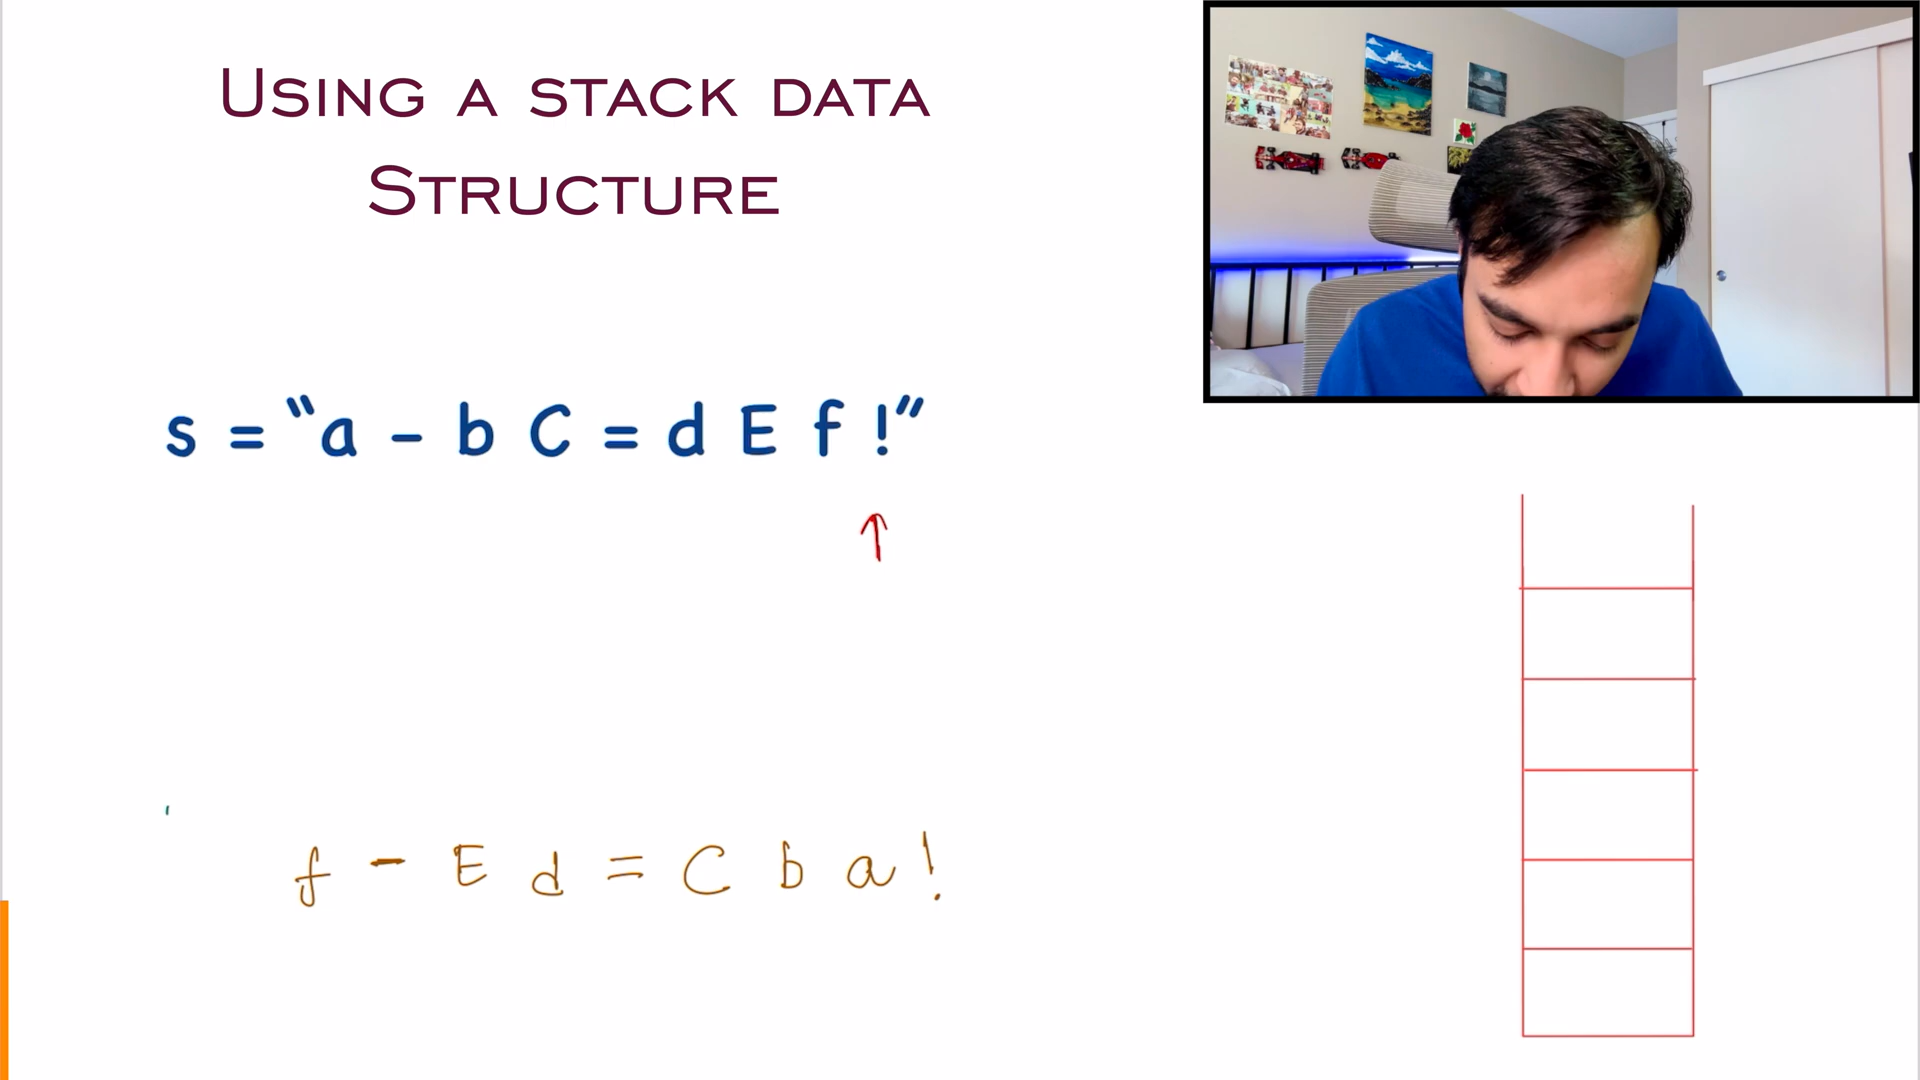 USING A STACK DATA
STRUCTURE
s = “a - b C = d E f !”
f - E d = C b a !